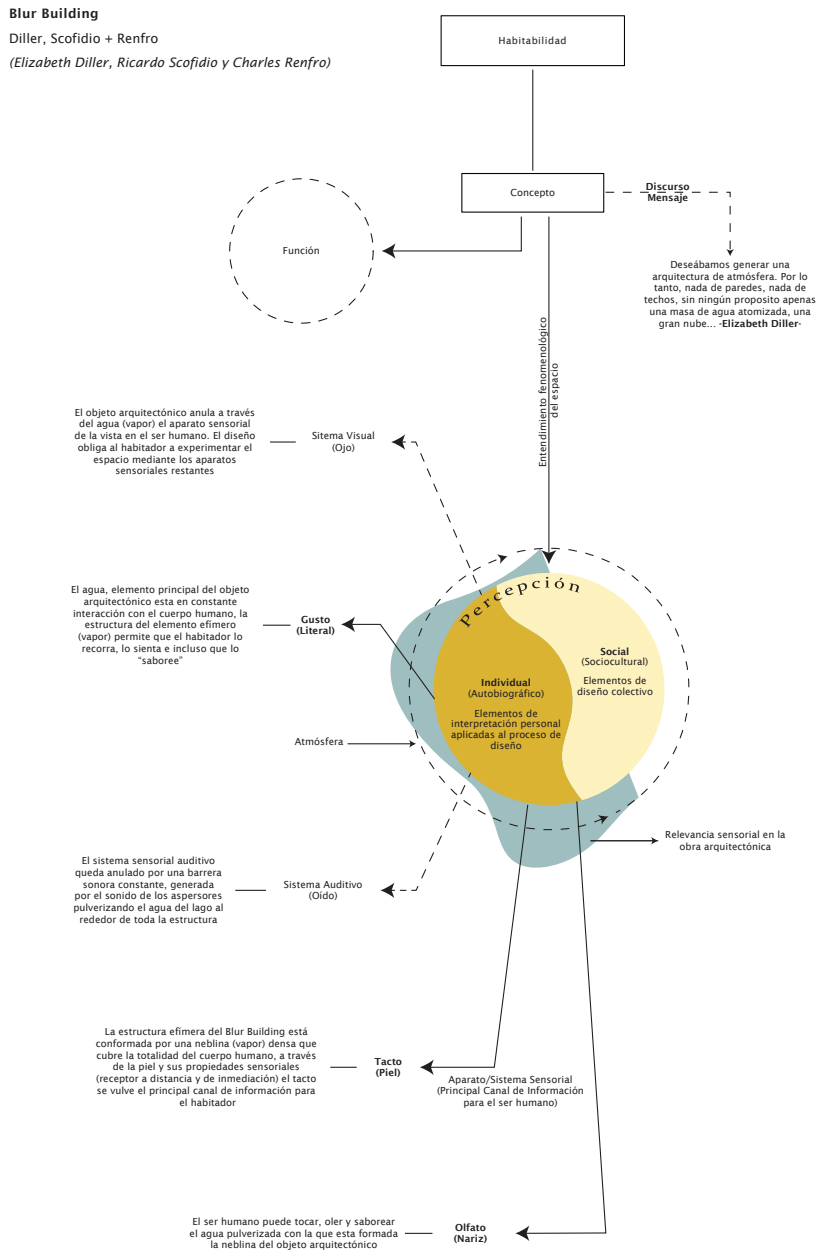 Blur Building
Diller, Scofidio + Renfro
(Elizabeth Diller, Ricardo Scofidio y Charles Renfro)
Habitabilidad
Concepto
Discurso
Mensaje
Función
Deseábamos generar una
arquitectura de atmósfera. Por lo
tanto, nada de paredes, nada de
techos, sin ningún proposito apenas
una masa de agua atomizada, una
gran nube... -Elizabeth Diller-
Entendimiento fenomenológico
del espacio
El objeto arquitectónico anula a través
del agua (vapor) el aparato sensorial
de la vista en el ser humano. El diseño
obliga al habitador a experimentar el
espacio mediante los aparatos
sensoriales restantes
Sitema Visual
(Ojo)
Percepción
El agua, elemento principal del objeto
arquitectónico esta en constante
interacción con el cuerpo humano, la
estructura del elemento efímero
(vapor) permite que el habitador lo
recorra, lo sienta e incluso que lo
"saboree"
Gusto
(Literal)
Social
(Sociocultural)
Elementos de
diseño colectivo
Individual
(Autobiográfico)
Elementos de
interpretación personal
aplicadas al proceso de
diseño
Atmósfera
Relevancia sensorial en la
obra arquitectónica
El sistema sensorial auditivo
queda anulado por una barrera
sonora constante, generada
por el sonido de los aspersores
pulverizando el agua del lago al
rededor de toda la estructura
Sistema Auditivo
(Oído)
La estructura efímera del Blur Building está
conformada por una neblina (vapor) densa que
cubre la totalidad del cuerpo humano, a través
de la piel y sus propiedades sensoriales
(receptor a distancia y de inmediación) el tacto
se vulve el principal canal de información para
el habitador
Tacto
(Piel)
Aparato/Sistema Sensorial
(Principal Canal de Información
para el ser humano)
El ser humano puede tocar, oler y saborear
el agua pulverizada con la que esta formada
la neblina del objeto arquitectónico
Olfato
(Nariz)